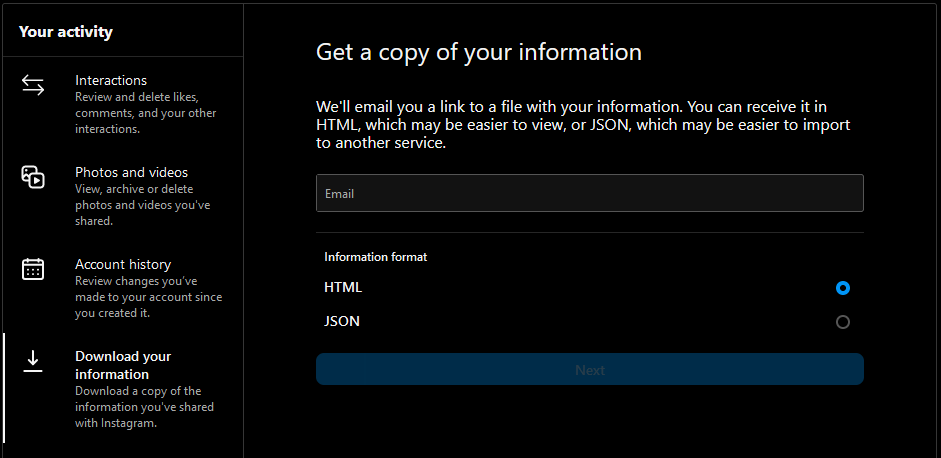 Your activity
Interactions
Review and delete likes,
comments, and your other
interactions.
Photos and videos
View, archive or delete
photos and videos you've
shared.
Account history
Review changes you've
made to your account since
you created it.
Download your
information
Download a copy of the
information you've shared
with Instagram.
Get a copy of your information
We'll email you a link to a file with your information. You can receive it in
HTML, which may be easier to view, or JSON, which may be easier to import
to another service.
Email
Information format
HTML
JSON
Next